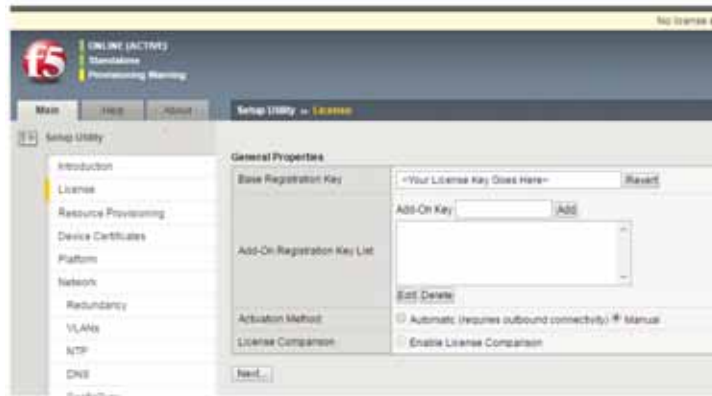 No license
f5
ONLINE (ACTIVE)
Standalone
Provisioning Warning
Main
Help
About
Setup Utility » License
Setup Utility
Introduction
License
Resource Provisioning
Device Certificates
Platform
Network
Redundancy
VLANs
NTP
DNS
General Properties
Base Registration Key
<Your License Key Goes Here>
Revert
Add-On Registration Key List
Add-On Key
Add
Edit Delete
Activation Method
Automatic (requires outbound connectivity)
Manual
License Comparison
Enable License Comparison
Next...